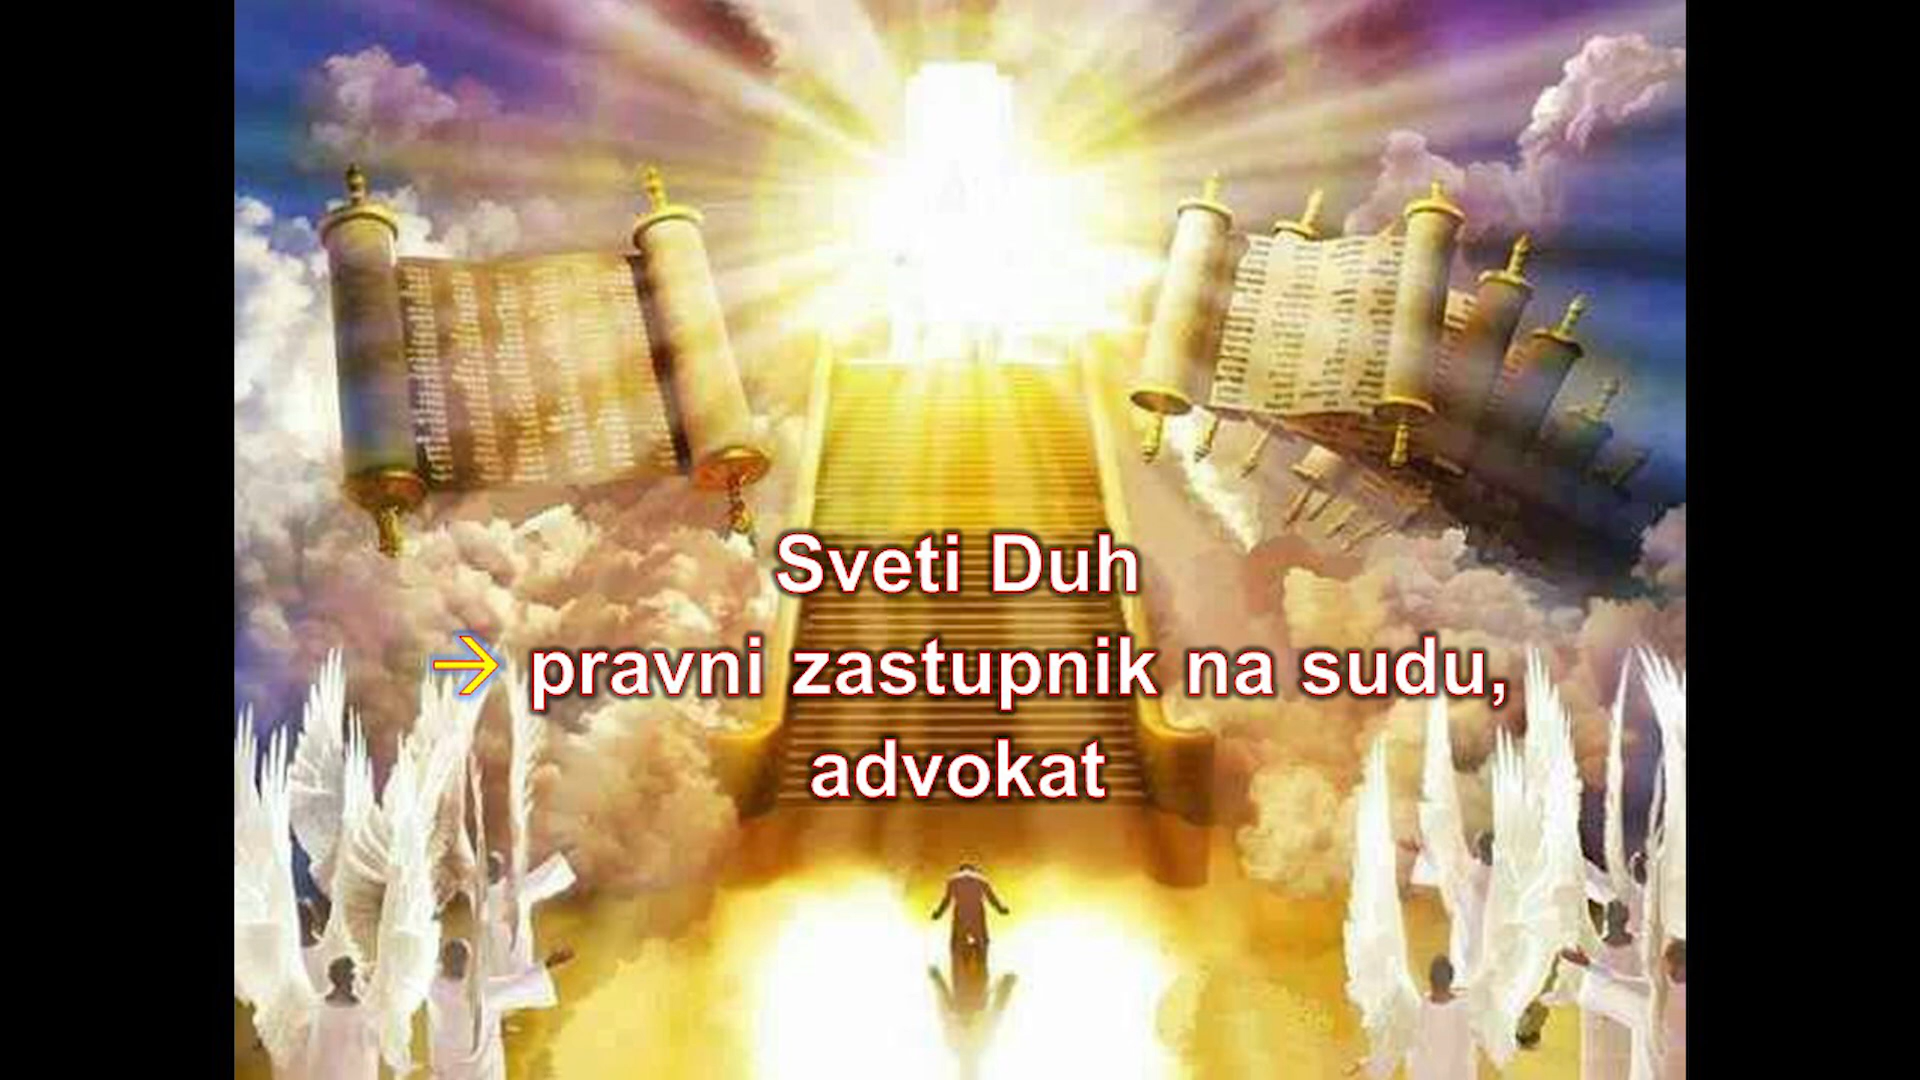 Sveti Duh
→ pravni zastupnik na sudu,
advokat